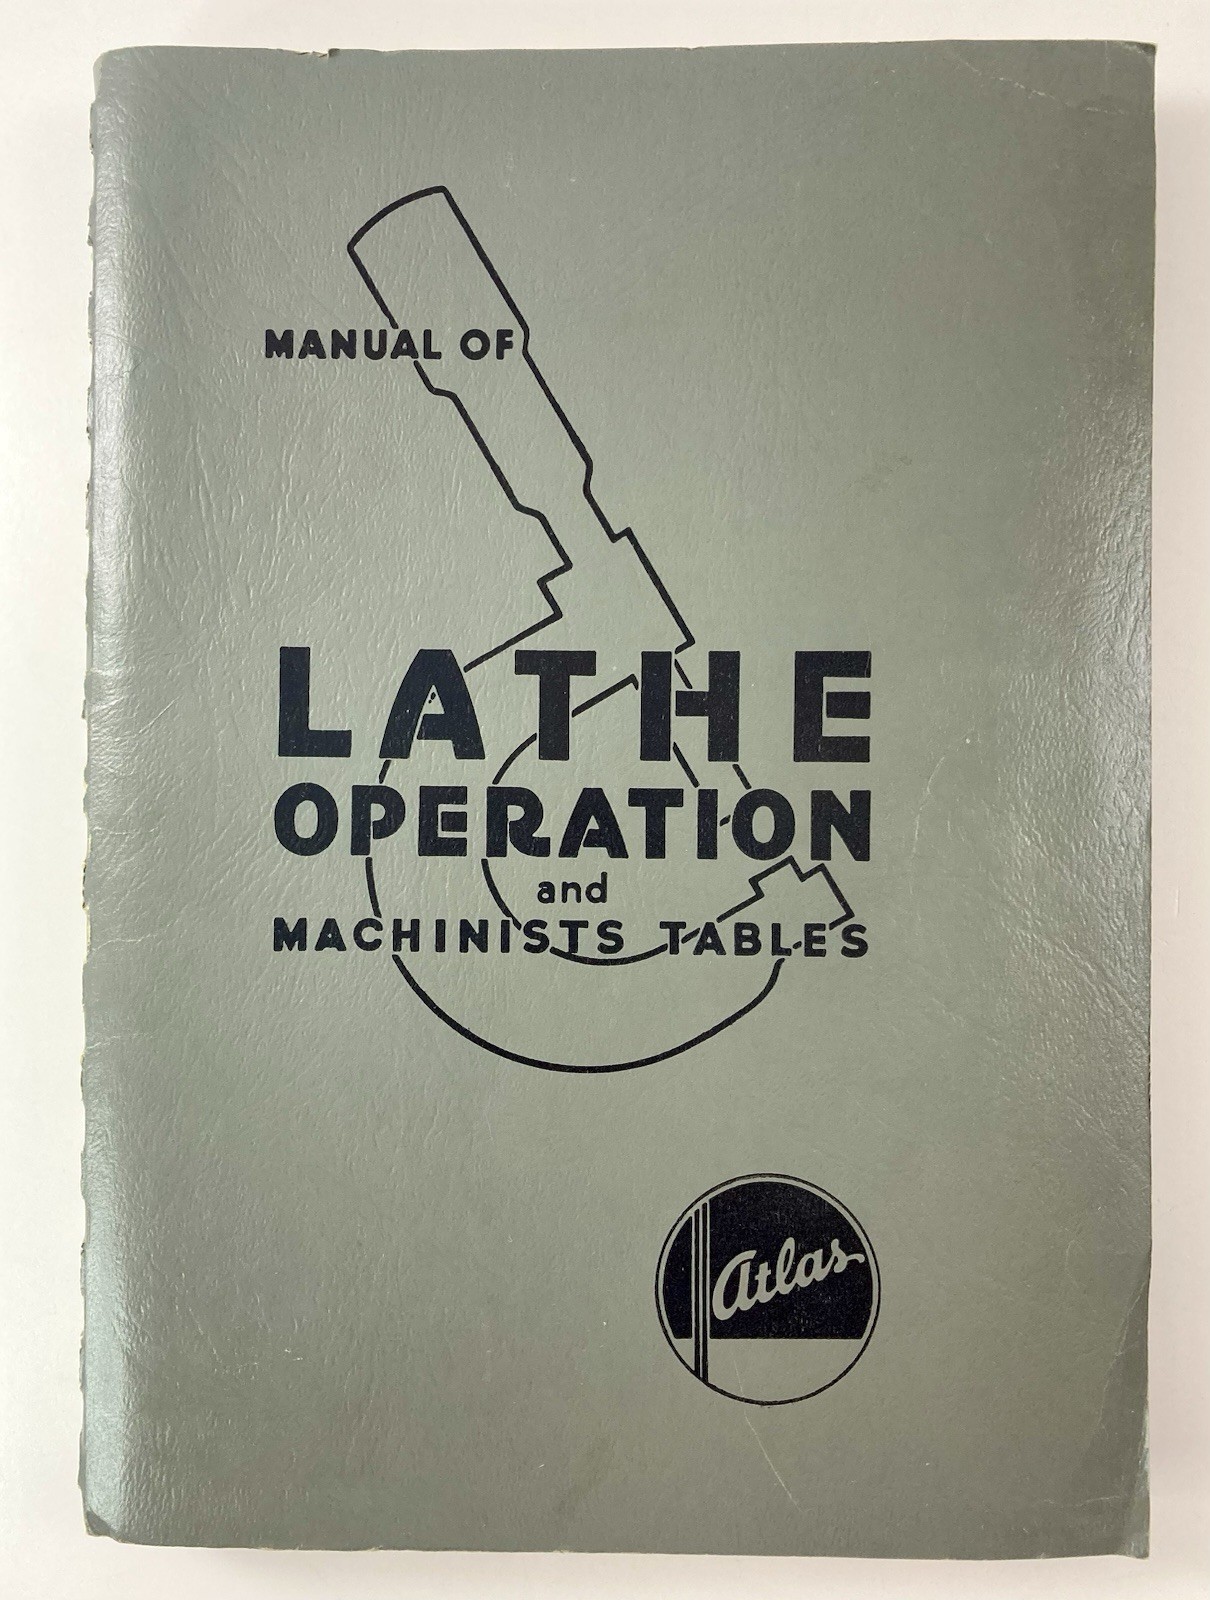 MANUAL OF
LATHE
OPERATION
and
MACHINISTS TABLES
Atlas